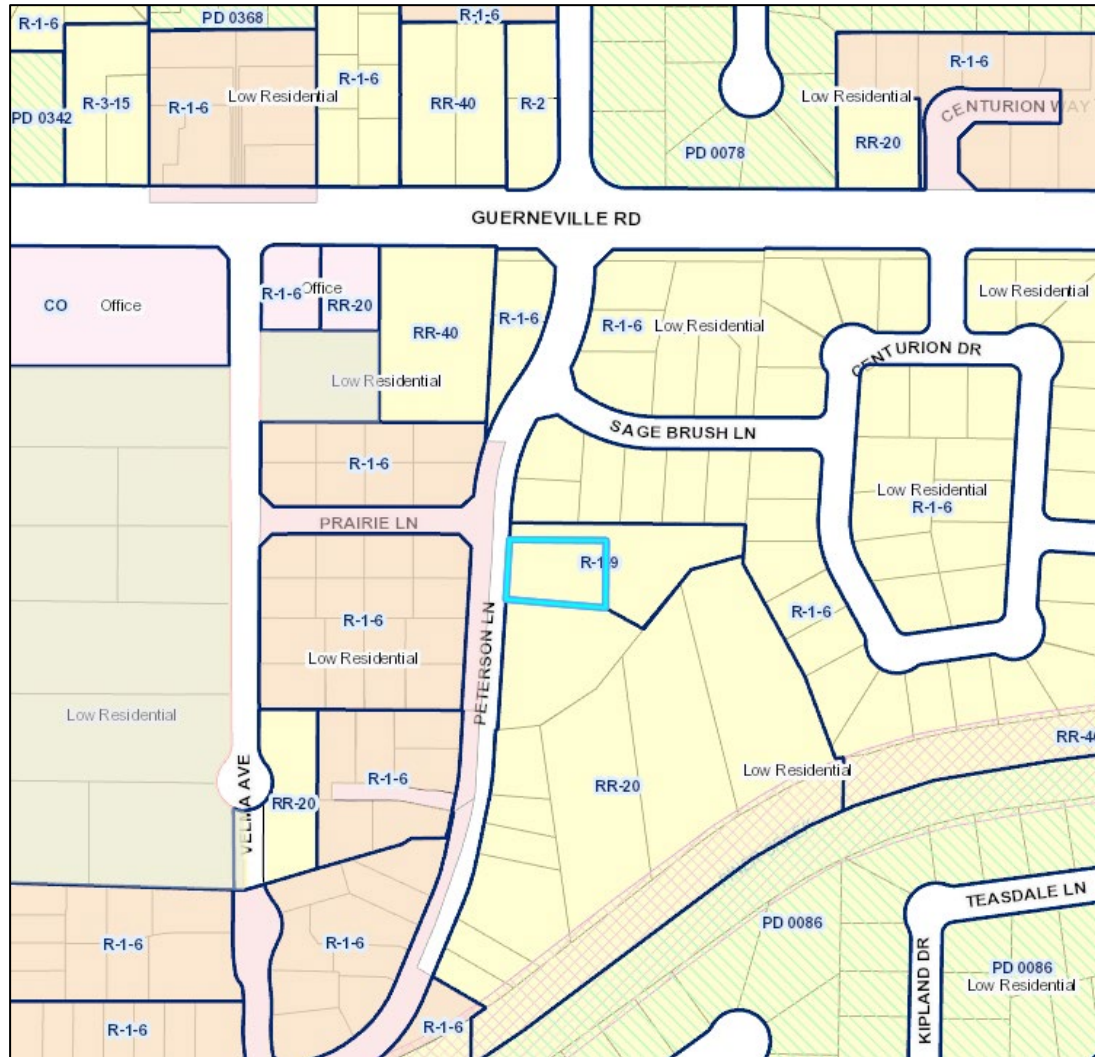 R-1-6
PD 0368
R-1-6
R-3-15
R-1-6
Low Residential
R-1-6
RR-40
R-2
PD 0342
PD 0078
Low Residential
R-1-6
RR-20
CENTURION WAY
GUERNEVILLE RD
CO
Office
R-1-6
Office
RR-20
RR-40
R-1-6
R-1-6
Low Residential
Low Residential
CENTURION DR
Low Residential
SAGE BRUSH LN
R-1-6
Low Residential
R-1-6
PRAIRIE LN
R-1-9
R-1-6
R-1-6
Low Residential
PETERSON LN
Low Residential
VELMA AVE
RR-20
R-1-6
RR-20
Low Residential
PD 0086
TEASDALE LN
R-1-6
R-1-6
PD 0086
Low Residential
KIPLAND DR
R-1-6
R-1-6